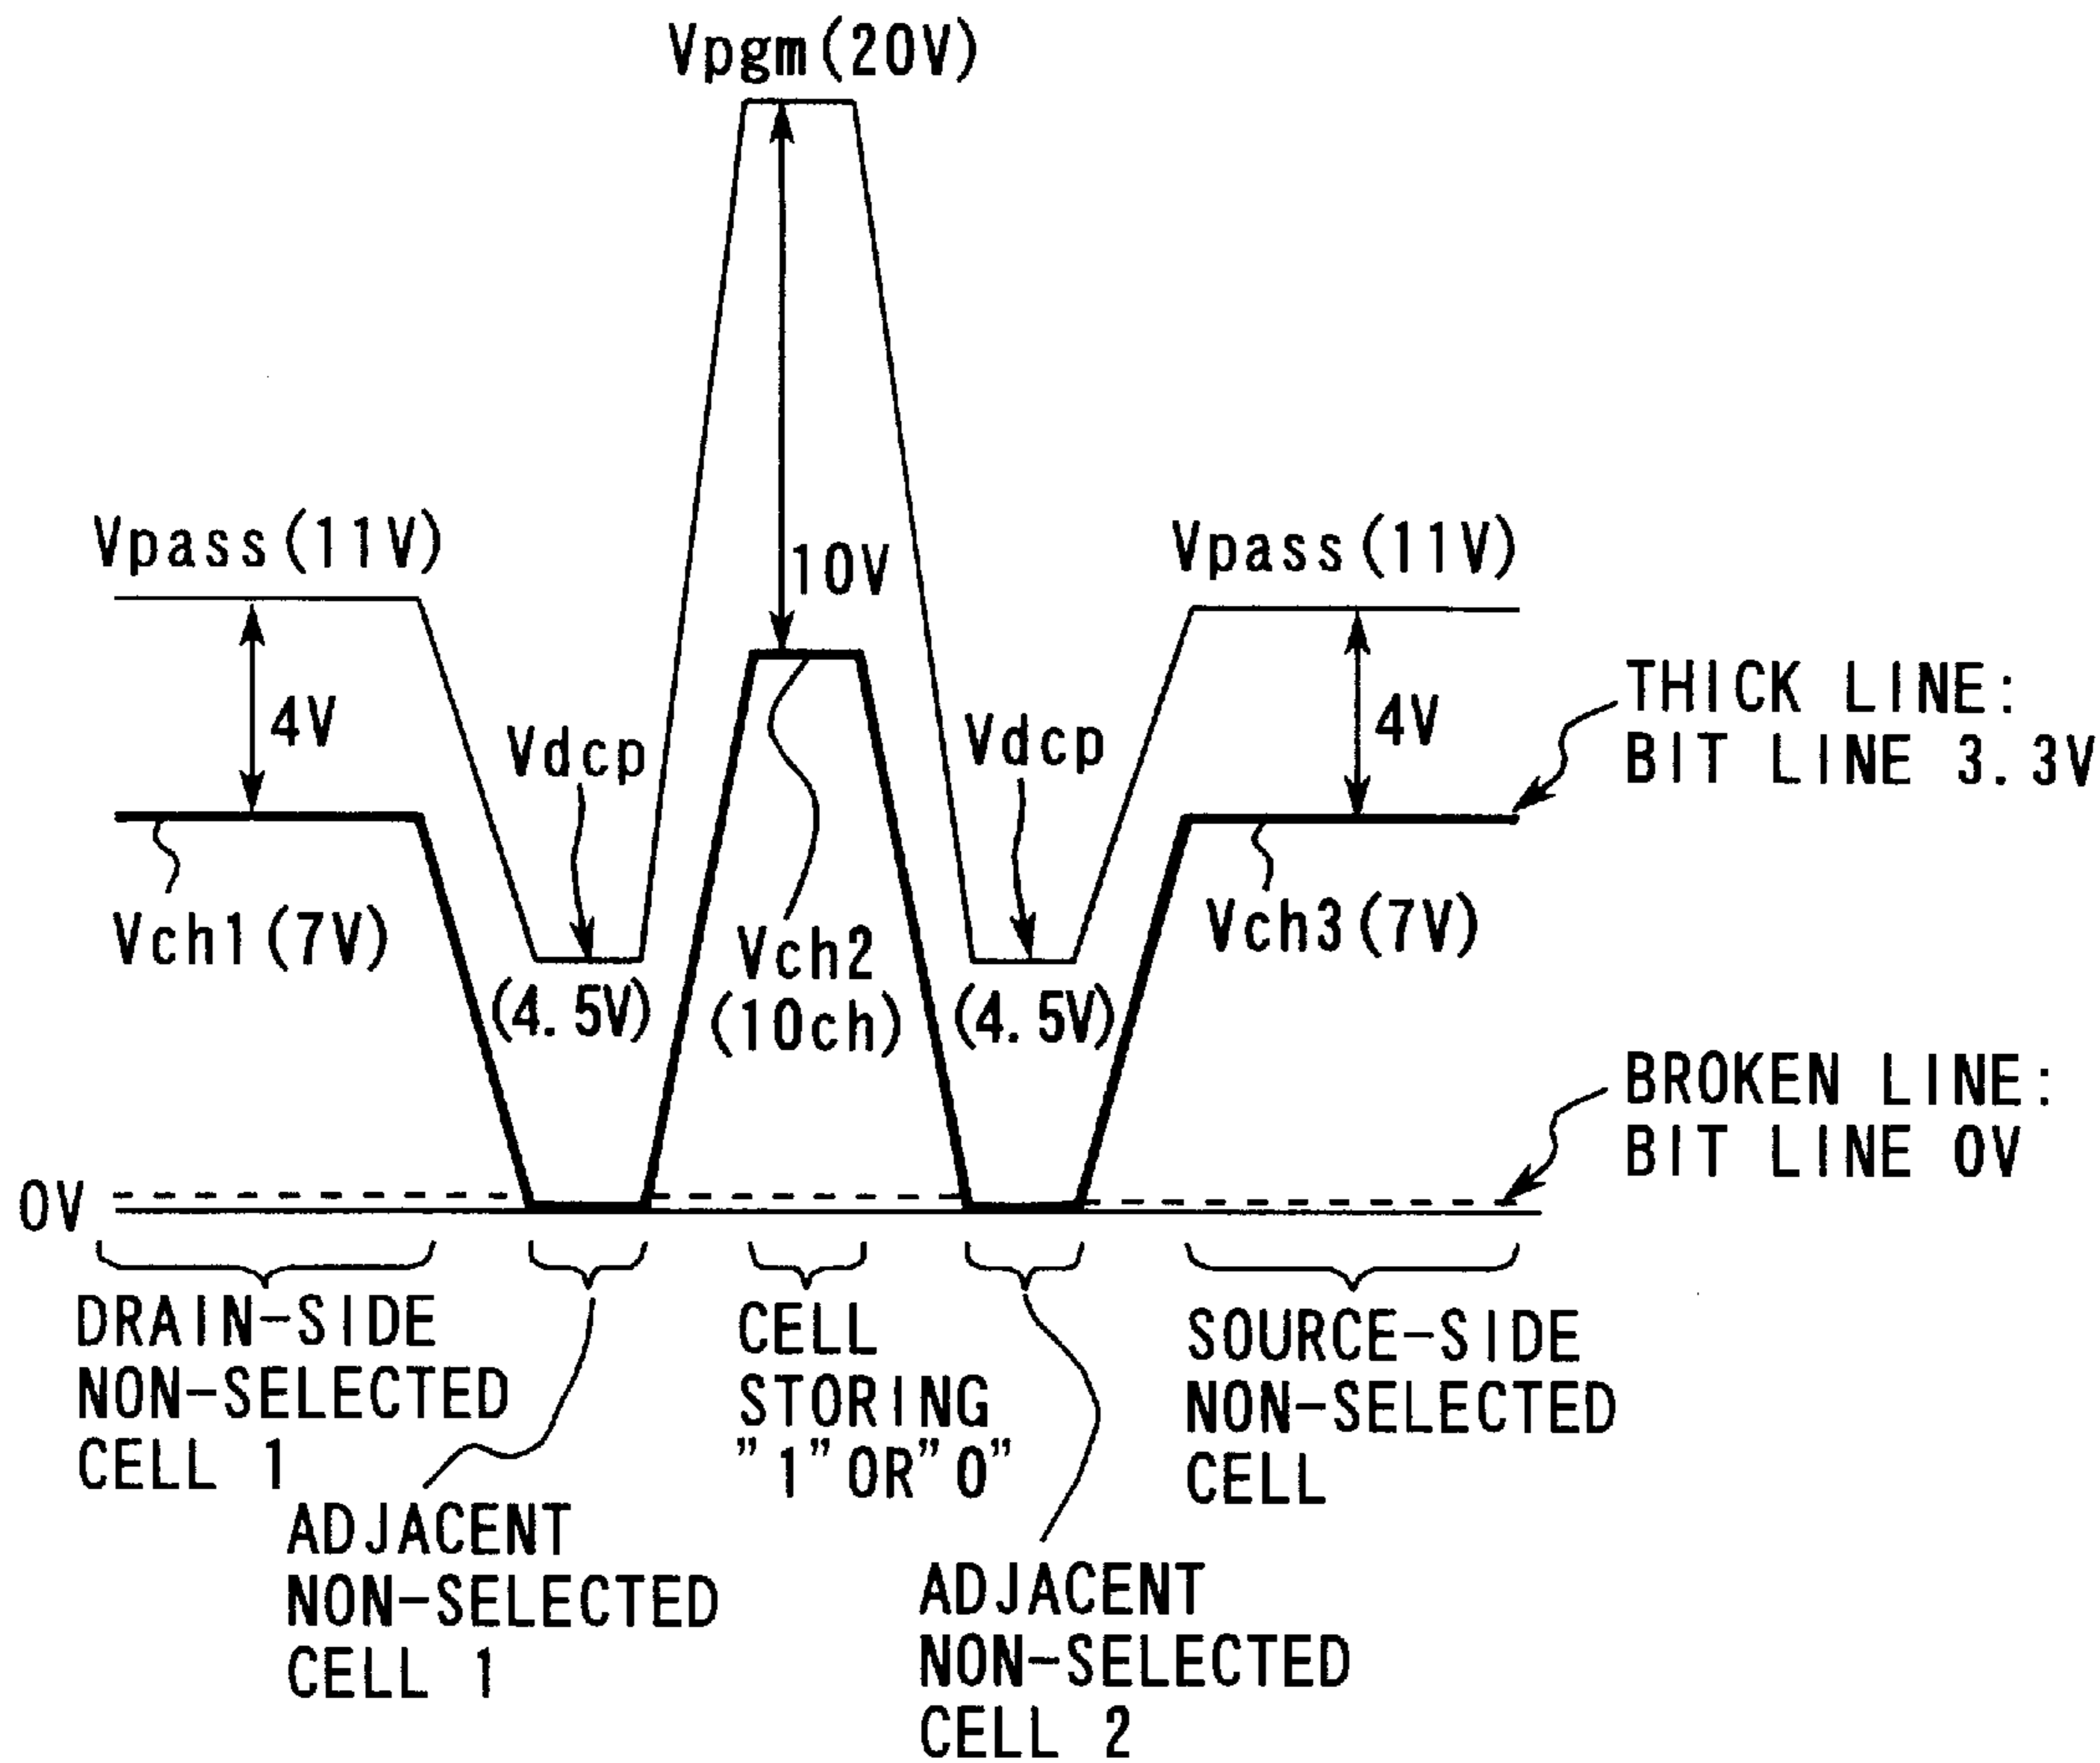 Vpgm(20V)
Vpass(11V)
10V
Vpass(11V)
4V
Vdcp
Vdcp
4V
THICK LINE:
BIT LINE 3.3V
Vch1(7V)
(4.5V)
Vch2
(10ch)
(4.5V)
Vch3(7V)
BROKEN LINE:
BIT LINE 0V
0V
DRAIN-SIDE
NON-SELECTED
CELL 1
ADJACENT
NON-SELECTED
CELL 1
CELL
STORING
"1"OR"0"
ADJACENT
NON-SELECTED
CELL 2
SOURCE-SIDE
NON-SELECTED
CELL